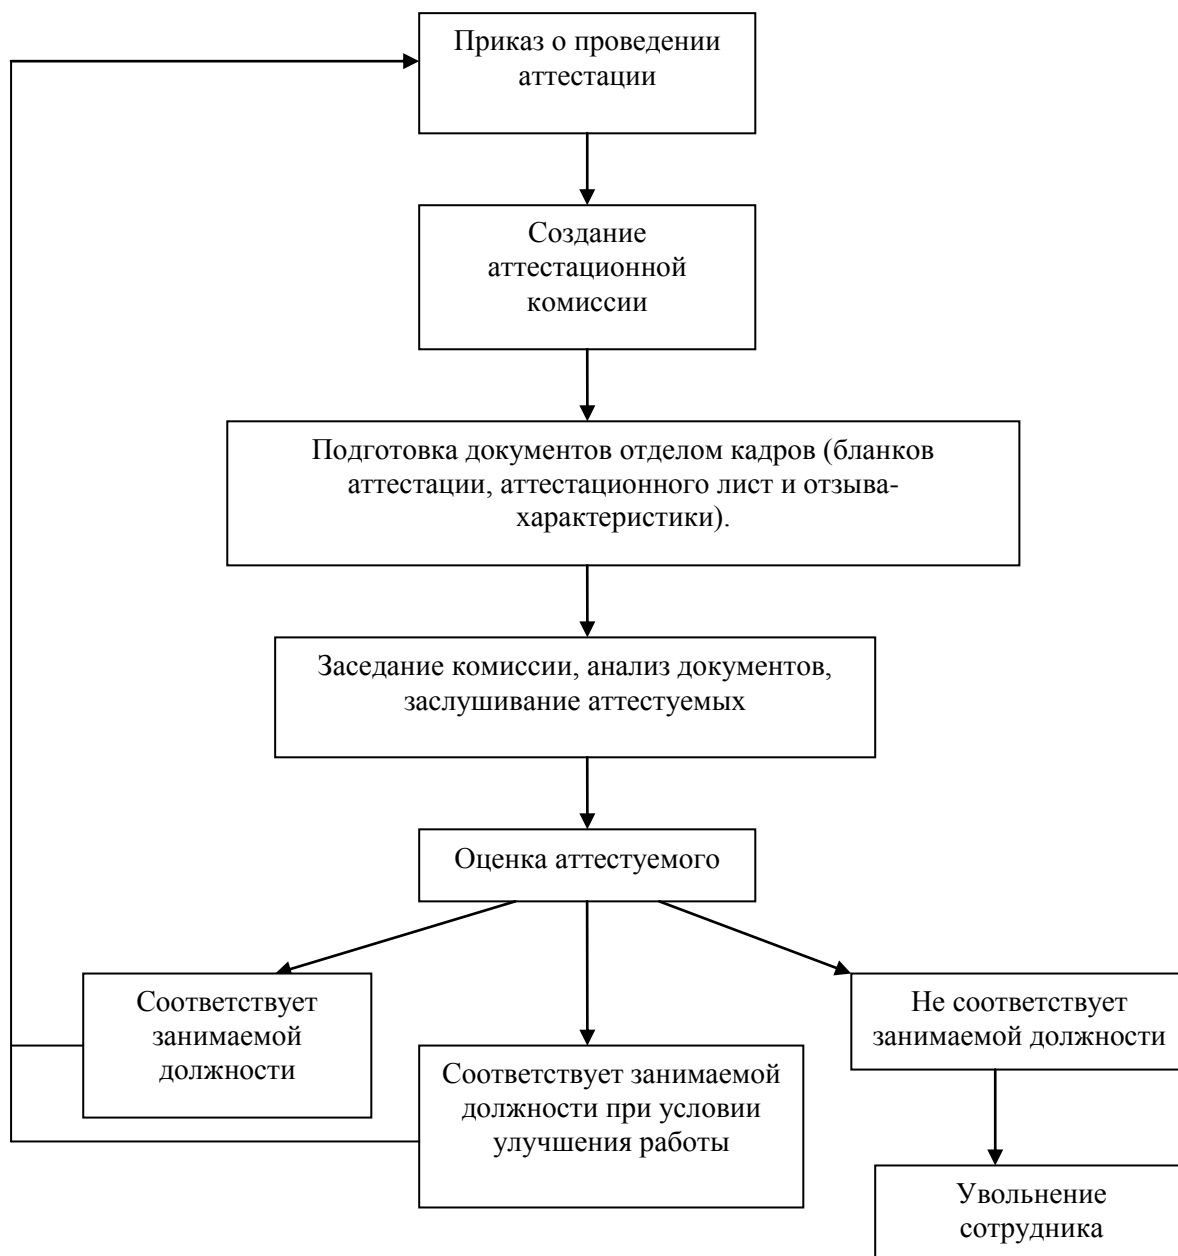 Приказ о проведении
аттестации
Создание
аттестационной
комиссии
Подготовка документов отделом кадров (бланков
аттестации, аттестационного лист и отзыва-
характеристики).
Заседание комиссии, анализ документов,
заслушивание аттестуемых
Оценка аттестуемого
Соответствует
занимаемой
должности
Соответствует занимаемой
должности при условии
улучшения работы
Не соответствует
занимаемой должности
Увольнение
сотрудника